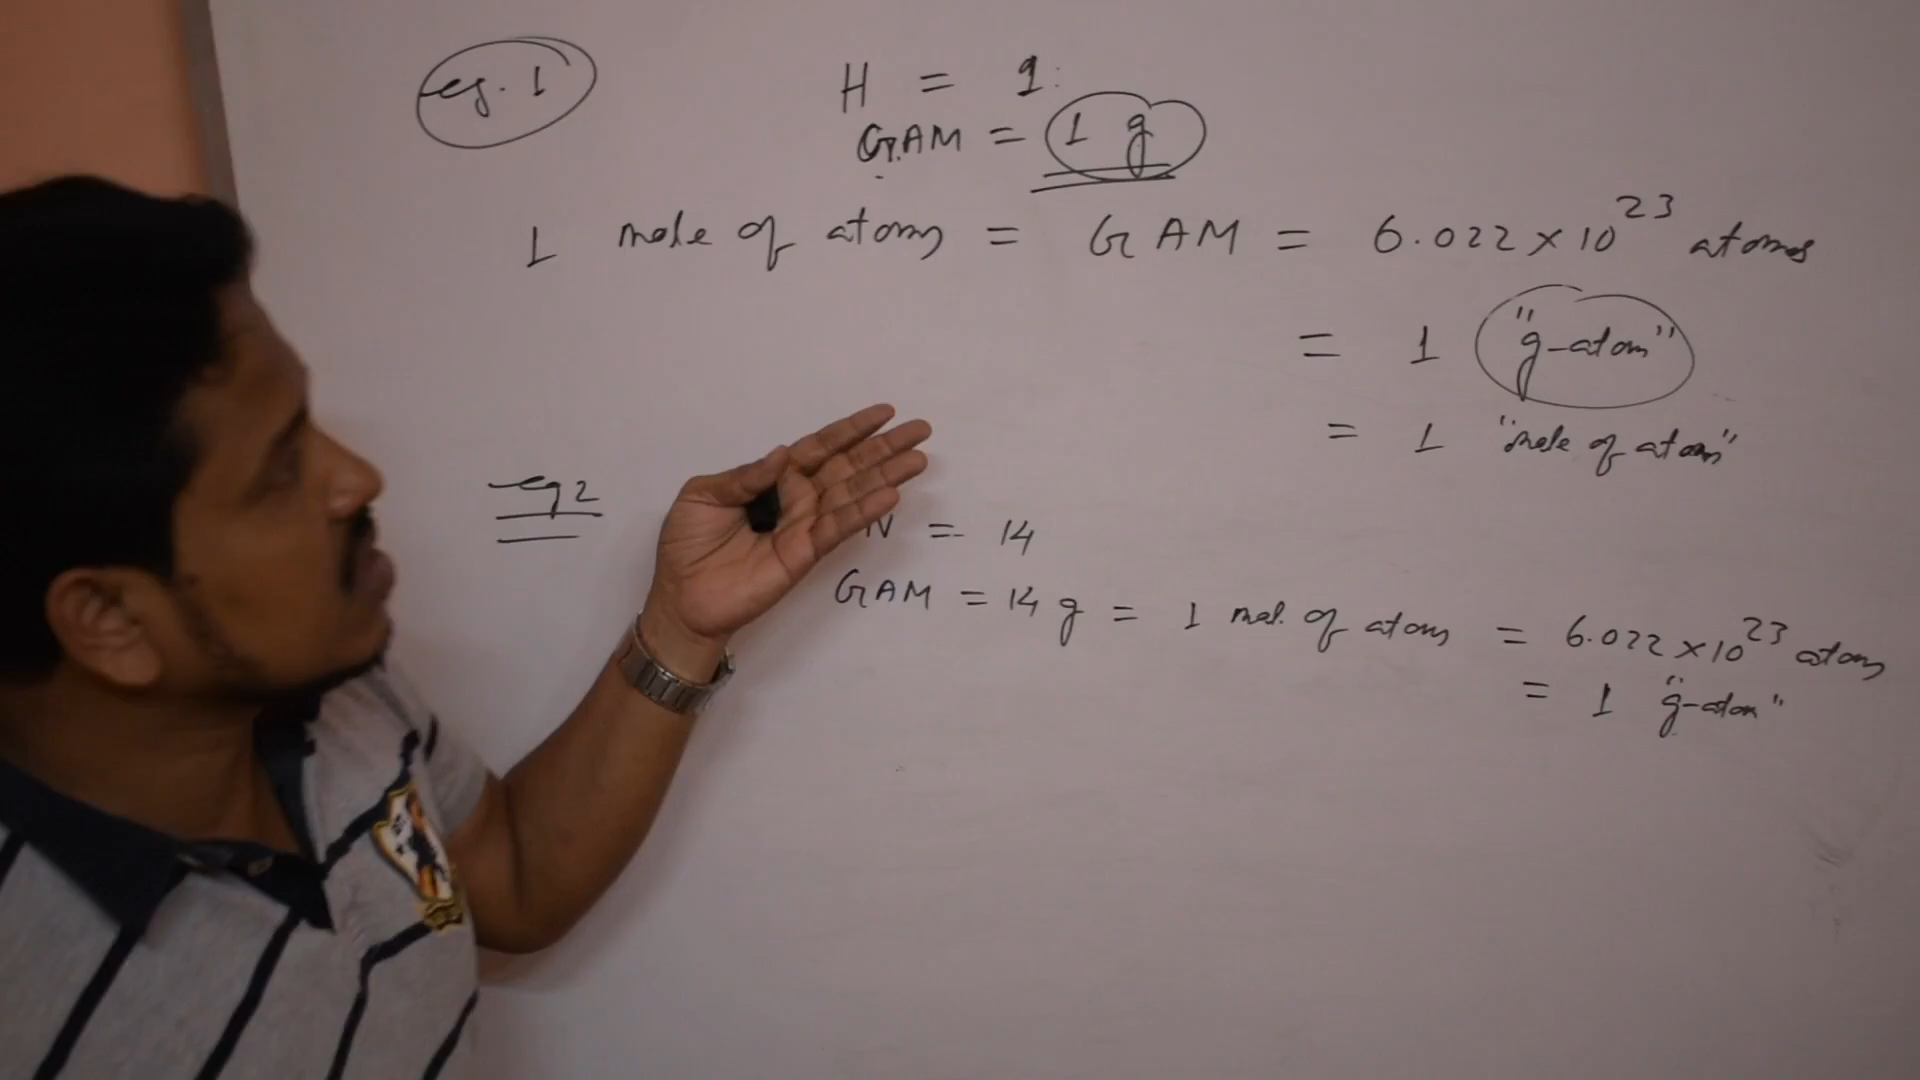 eg. 1
H = 1
GAM = 1 g
1 mole of atoms = GAM = 6.022 × 10²³ atoms
= 1 "g-atom"
= 1 "mole of atom"
eg 2
N = 14
GAM = 14 g = 1 mol. of atoms = 6.022 × 10²³ atoms
= 1 "g-atom"